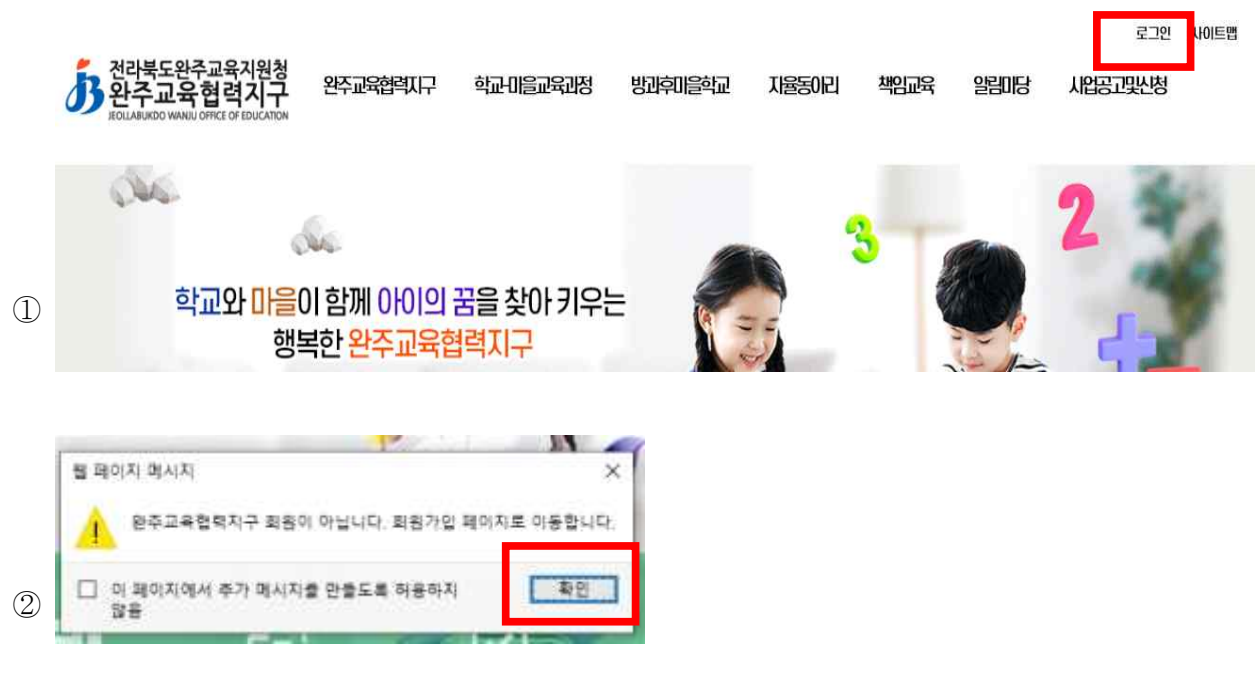 로그인 사이트맵
전라북도완주교육지원청
완주교육협력지구
JEOLLABUKDO WANJU OFFICE OF EDUCATION
완주교육협력지구 학교-마을교육과정 방과후마을학교 자율동아리 책임교육 알림마당 사업공고및신청
3
2
①
학교와 마을이 함께 아이의 꿈을 찾아 키우는
행복한 완주교육협력지구
웹 페이지 메시지
완주교육협력지구 회원이 아닙니다. 회원가입 페이지로 이동합니다.
②
이 페이지에서 추가 메시지를 만들도록 허용하지
않음
확인